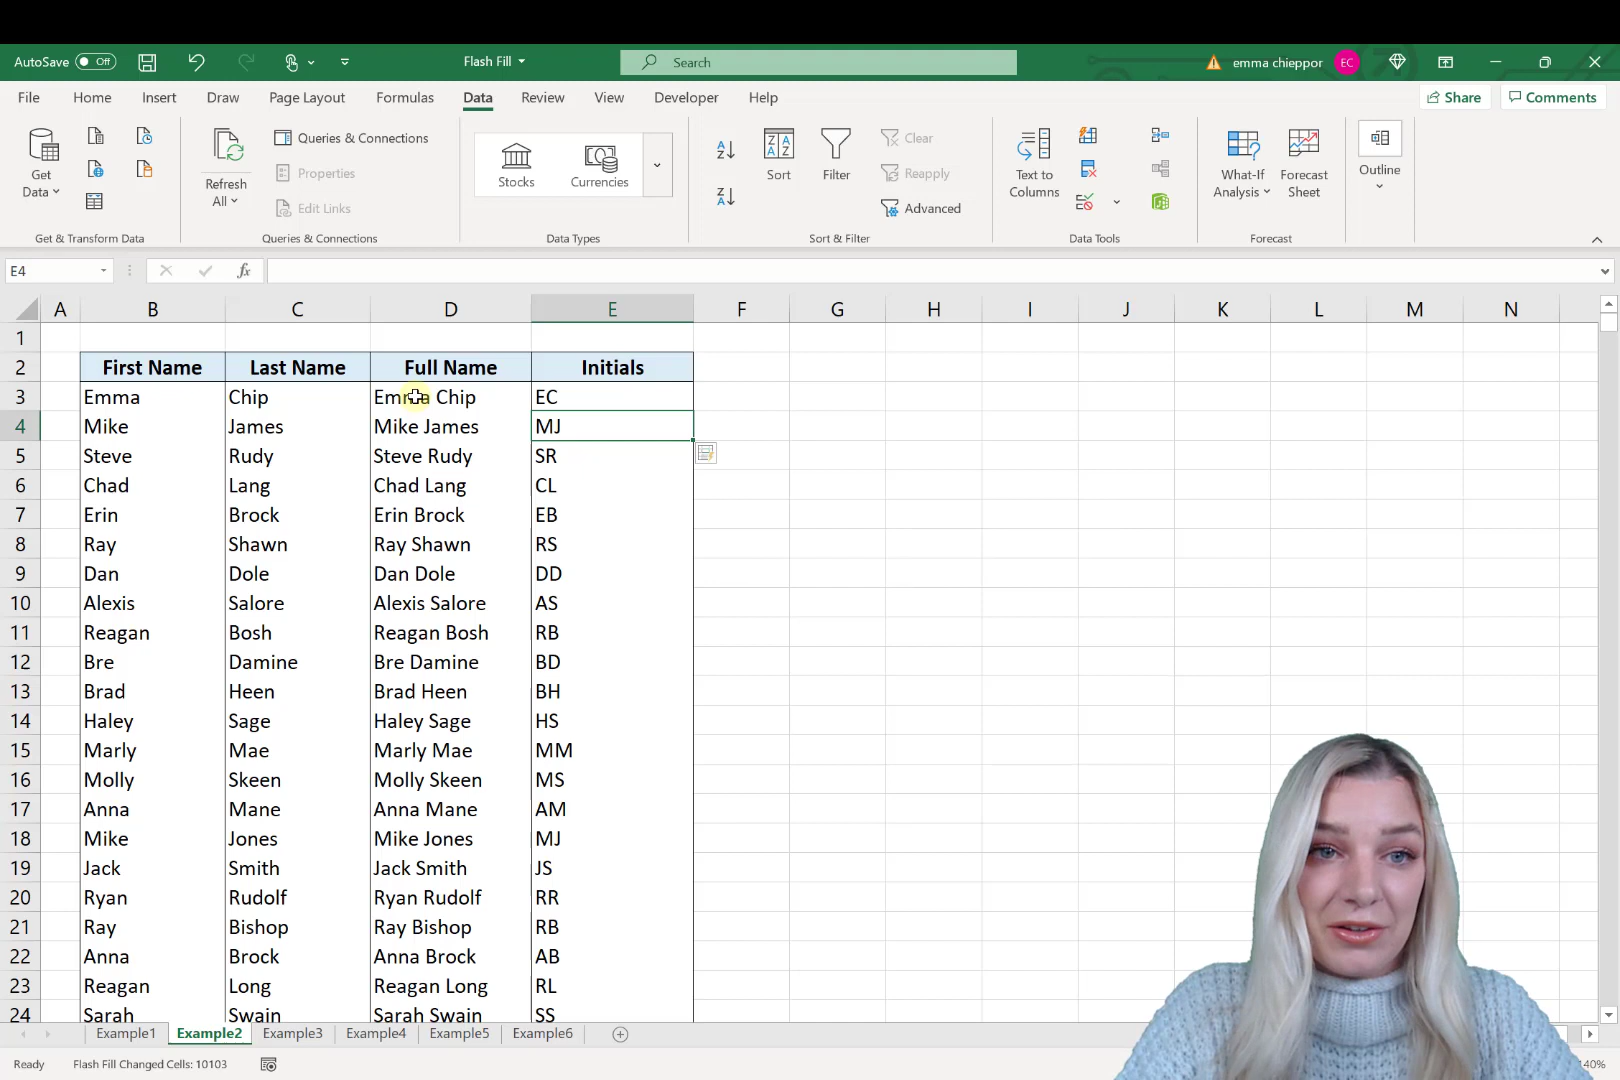 AutoSave Off Flash Fill Search emma chieppor EC
File Home Insert Draw Page Layout Formulas Data Review View Developer Help Share Comments
Get Data
Refresh All
Queries & Connections
Properties
Edit Links
Stocks Currencies
Sort Filter
Clear
Reapply
Advanced
Text to Columns
What-If Analysis
Forecast Sheet
Outline
Get & Transform Data Queries & Connections Data Types Sort & Filter Data Tools Forecast
E4 fx
A B C D E F G H I J K L M N
1
2 First Name Last Name Full Name Initials
3 Emma Chip Emma Chip EC
4 Mike James Mike James MJ
5 Steve Rudy Steve Rudy SR
6 Chad Lang Chad Lang CL
7 Erin Brock Erin Brock EB
8 Ray Shawn Ray Shawn RS
9 Dan Dole Dan Dole DD
10 Alexis Salore Alexis Salore AS
11 Reagan Bosh Reagan Bosh RB
12 Bre Damine Bre Damine BD
13 Brad Heen Brad Heen BH
14 Haley Sage Haley Sage HS
15 Marly Mae Marly Mae MM
16 Molly Skeen Molly Skeen MS
17 Anna Mane Anna Mane AM
18 Mike Jones Mike Jones MJ
19 Jack Smith Jack Smith JS
20 Ryan Rudolf Ryan Rudolf RR
21 Ray Bishop Ray Bishop RB
22 Anna Brock Anna Brock AB
23 Reagan Long Reagan Long RL
24 Sarah Swain Sarah Swain SS
Example1 Example2 Example3 Example4 Example5 Example6
Ready Flash Fill Changed Cells: 10103 140%